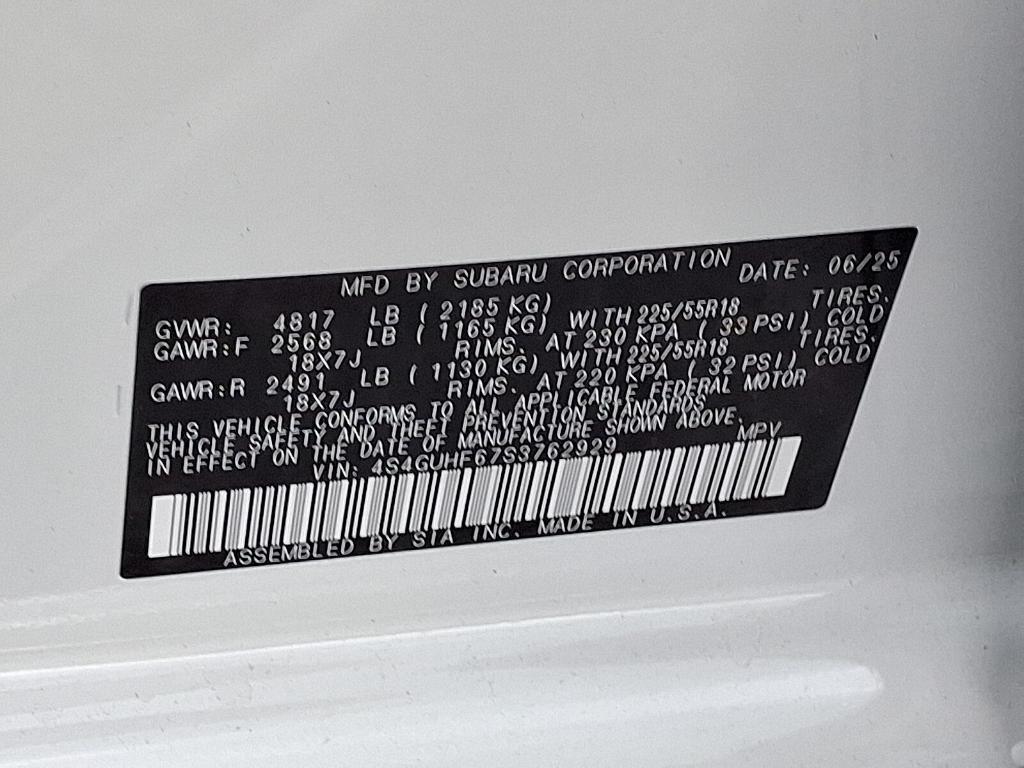 MFD BY SUBARU CORPORATION DATE: 06/25
GVWR: 4817 LB ( 2185 KG)
GAWR:F 2568 LB ( 1165 KG) WITH 225/55R18 TIRES.
18X7J RIMS. AT 230 KPA ( 33 PSI) COLD
GAWR:R 2491 LB ( 1130 KG) WITH 225/55R18 TIRES.
18X7J RIMS. AT 220 KPA ( 32 PSI) COLD
THIS VEHICLE CONFORMS TO ALL APPLICABLE FEDERAL MOTOR
VEHICLE SAFETY AND THEFT PREVENTION STANDARDS
IN EFFECT ON THE DATE OF MANUFACTURE SHOWN ABOVE.
VIN: 4S4GUHF67S3762929 MPV
ASSEMBLED BY SIA INC. MADE IN U.S.A.